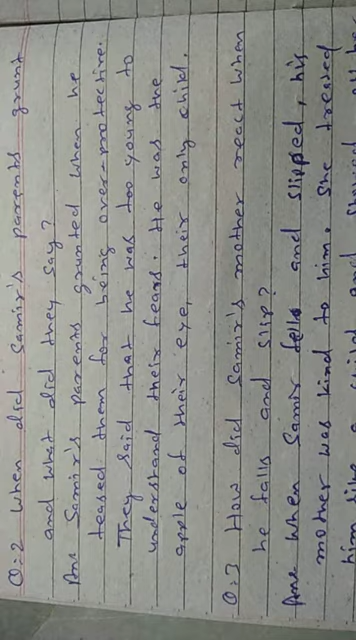 Q:2 When did Samir's parents grunt
and what did they say?
Ans Samir's parents grunted when he
teased them for being over-protective.
They said that he was too young to
understand their fears. He was the
apple of their eye, their only child.
Q:3 How did Samir's mother react when
he falls and slip?
Ans When Samir fells and slipped, his
mother was kind to him. She treated
him like a